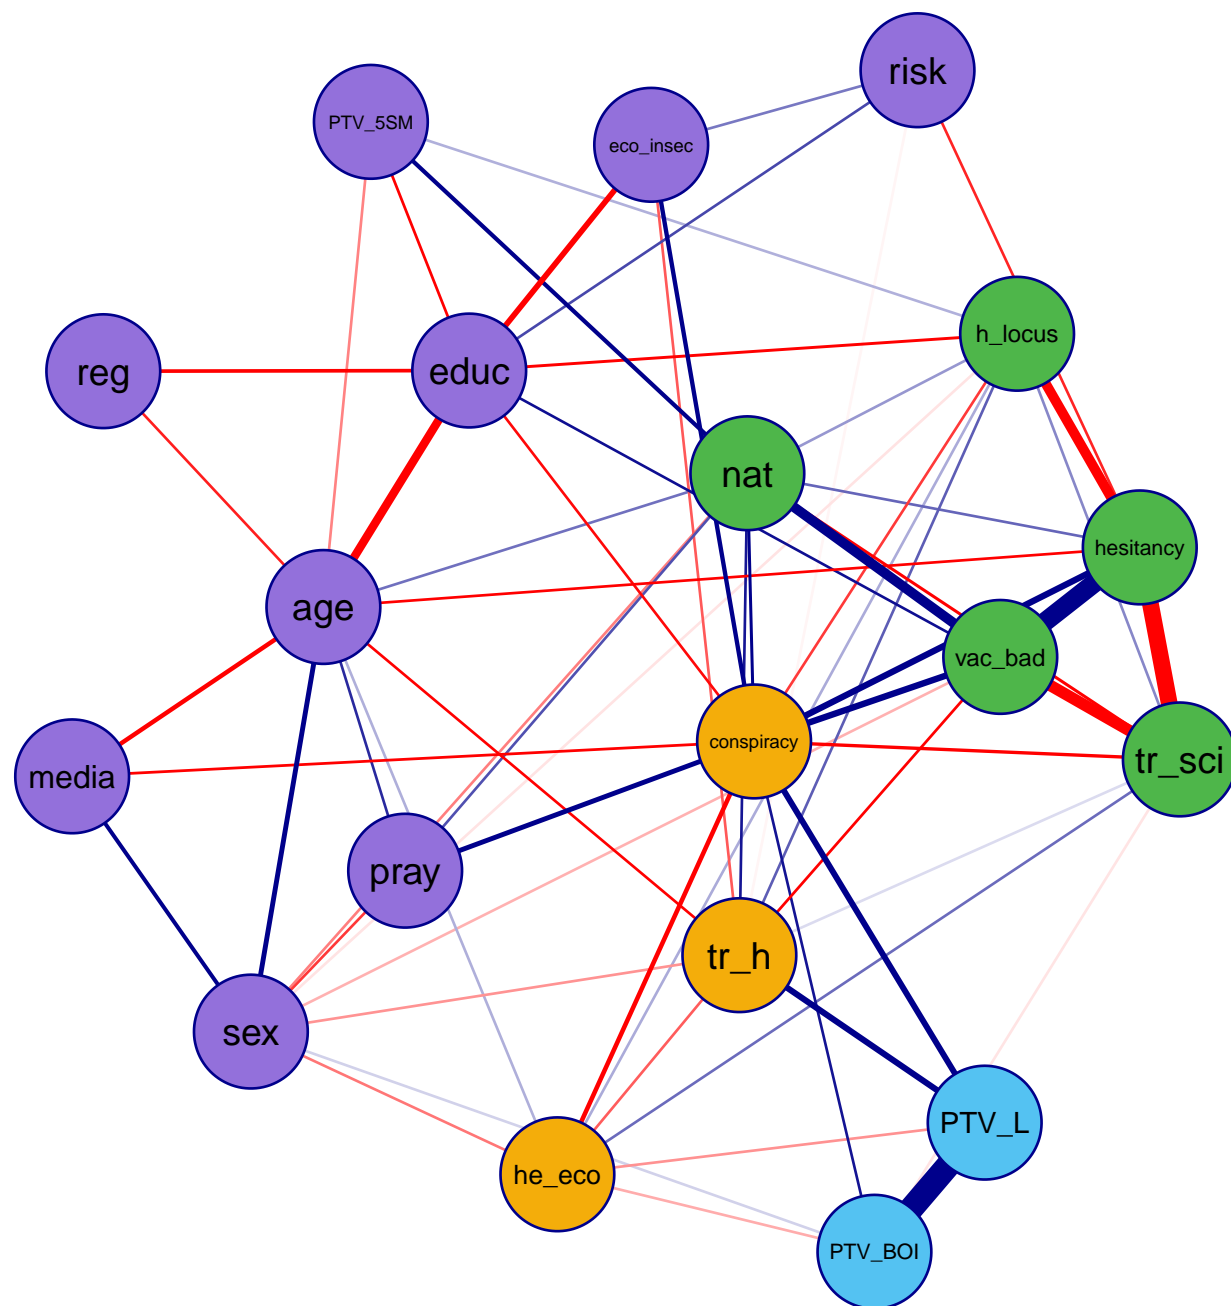 risk
PTV_5SM
eco_insec
h_locus
reg
educ
nat
hesitancy
age
vac_bad
conspiracy
tr_sci
media
pray
tr_h
sex
PTV_L
he_eco
PTV_BOI